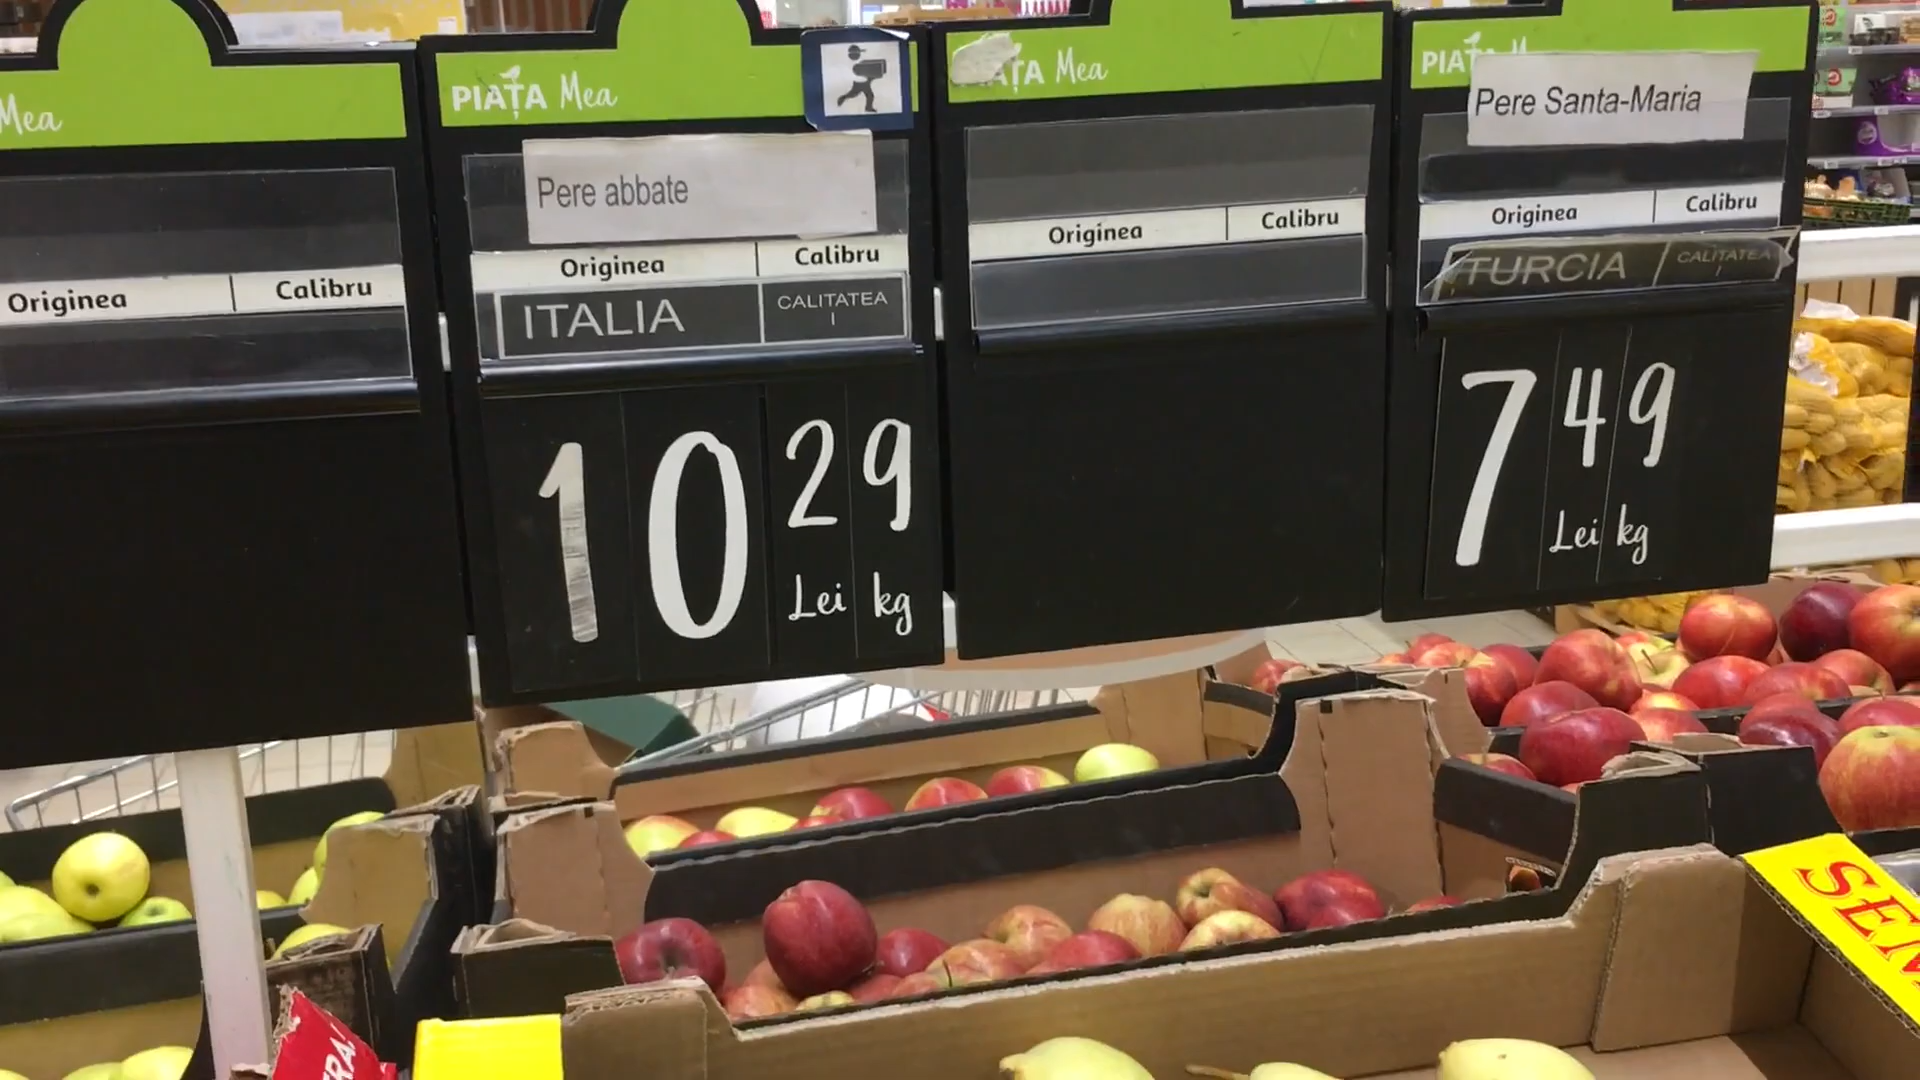 Mea
Originea Calibru
PIAȚA Mea
Pere abbate
Originea Calibru
ITALIA CALITATEA I
10 29
Lei kg
Mea
Originea Calibru
Pere Santa-Maria
Originea Calibru
TURCIA CALITATEA I
7 49
Lei kg